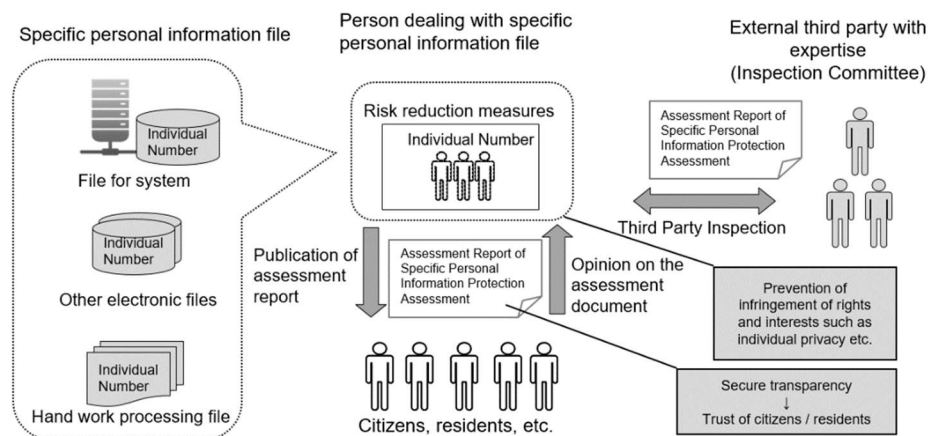 Specific personal information file
Individual
Number
File for system
Individual
Number
Other electronic files
Individual
Number
Hand work processing file
Person dealing with specific
personal information file
Risk reduction measures
Individual Number
Publication of
assessment
report
Assessment Report of
Specific Personal
Information Protection
Assessment
Opinion on the
assessment
document
Citizens, residents, etc.
External third party with
expertise
(Inspection Committee)
Assessment Report of
Specific Personal
Information Protection
Assessment
Third Party Inspection
Prevention of
infringement of rights
and interests such as
individual privacy etc.
Secure transparency
↓
Trust of citizens / residents